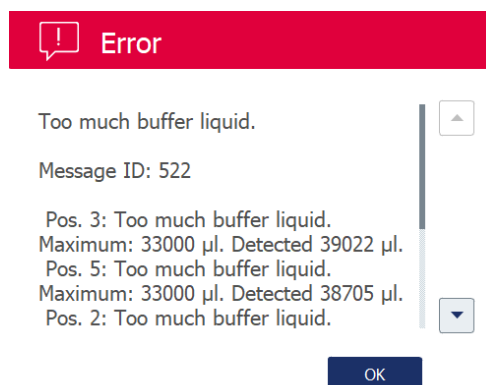 Error
Too much buffer liquid.
Message ID: 522
Pos. 3: Too much buffer liquid.
Maximum: 33000 µl. Detected 39022 µl.
Pos. 5: Too much buffer liquid.
Maximum: 33000 µl. Detected 38705 µl.
Pos. 2: Too much buffer liquid.
OK